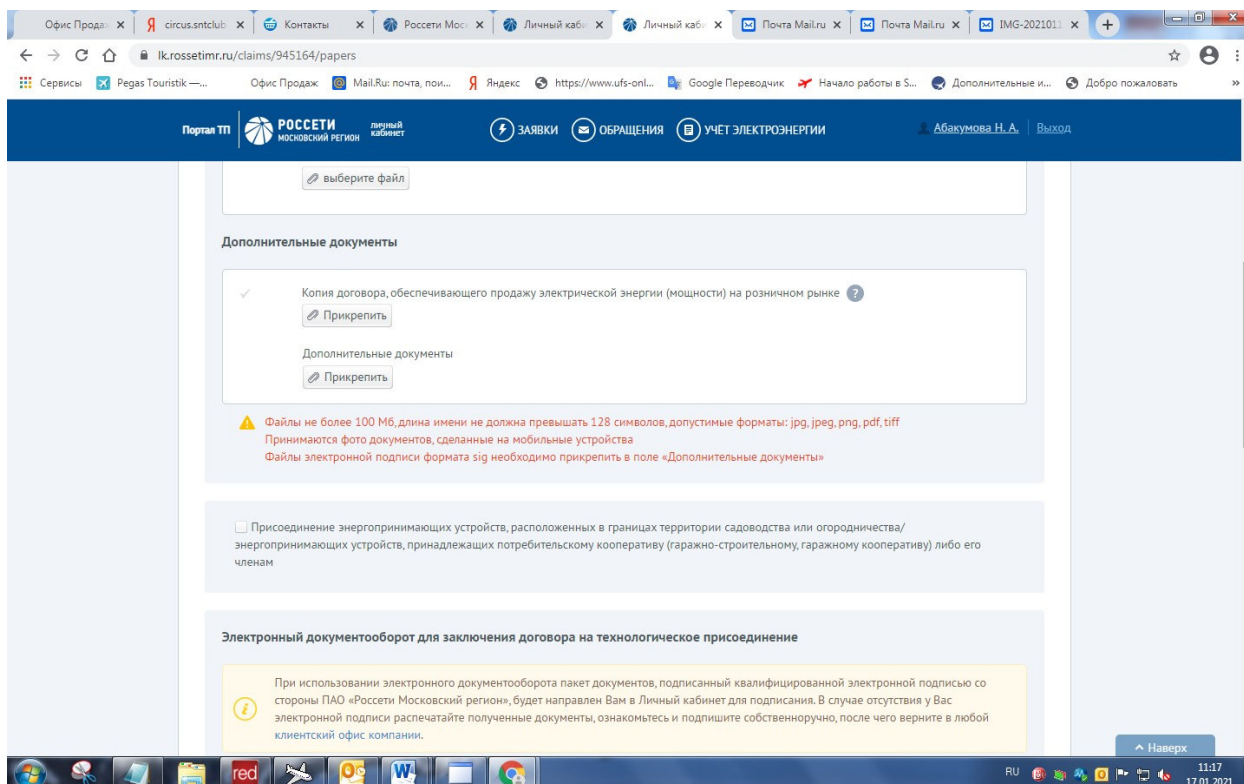 Офис Прода
circus.sntclub
Контакты
Россети Мос
Личный каб
Личный каб
Почта Mail.ru
Почта Mail.ru
IMG-2021011
lk.rossetimr.ru/claims/945164/papers
Сервисы
Pegas Touristik —...
Офис Продаж
Mail.Ru: почта, пои...
Яндекс
https://www.ufs-onl...
Google Переводчик
Начало работы в S...
Дополнительные и...
Добро пожаловать
»
Портал ТП
РОССЕТИ
МОСКОВСКИЙ РЕГИОН
личный
кабинет
ЗАЯВКИ
ОБРАЩЕНИЯ
УЧЁТ ЭЛЕКТРОЭНЕРГИИ
Абакумова Н. А.
Выход
выберите файл
Дополнительные документы
Копия договора, обеспечивающего продажу электрической энергии (мощности) на розничном рынке ?
Прикрепить
Дополнительные документы
Прикрепить
Файлы не более 100 Мб, длина имени не должна превышать 128 символов, допустимые форматы: jpg, jpeg, png, pdf, tiff
Принимаются фото документов, сделанные на мобильные устройства
Файлы электронной подписи формата sig необходимо прикрепить в поле «Дополнительные документы»
Присоединение энергопринимающих устройств, расположенных в границах территории садоводства или огородничества/
энергопринимающих устройств, принадлежащих потребительскому кооперативу (гаражно-строительному, гаражному кооперативу) либо его
членам
Электронный документооборот для заключения договора на технологическое присоединение
При использовании электронного документооборота пакет документов, подписанный квалифицированной электронной подписью со
стороны ПАО «Россети Московский регион», будет направлен Вам в Личный кабинет для подписания. В случае отсутствия у Вас
электронной подписи распечатайте полученные документы, ознакомьтесь и подпишите собственноручно, после чего верните в любой
клиентский офис компании.
Наверх
red
RU
11:17
17.01.2021